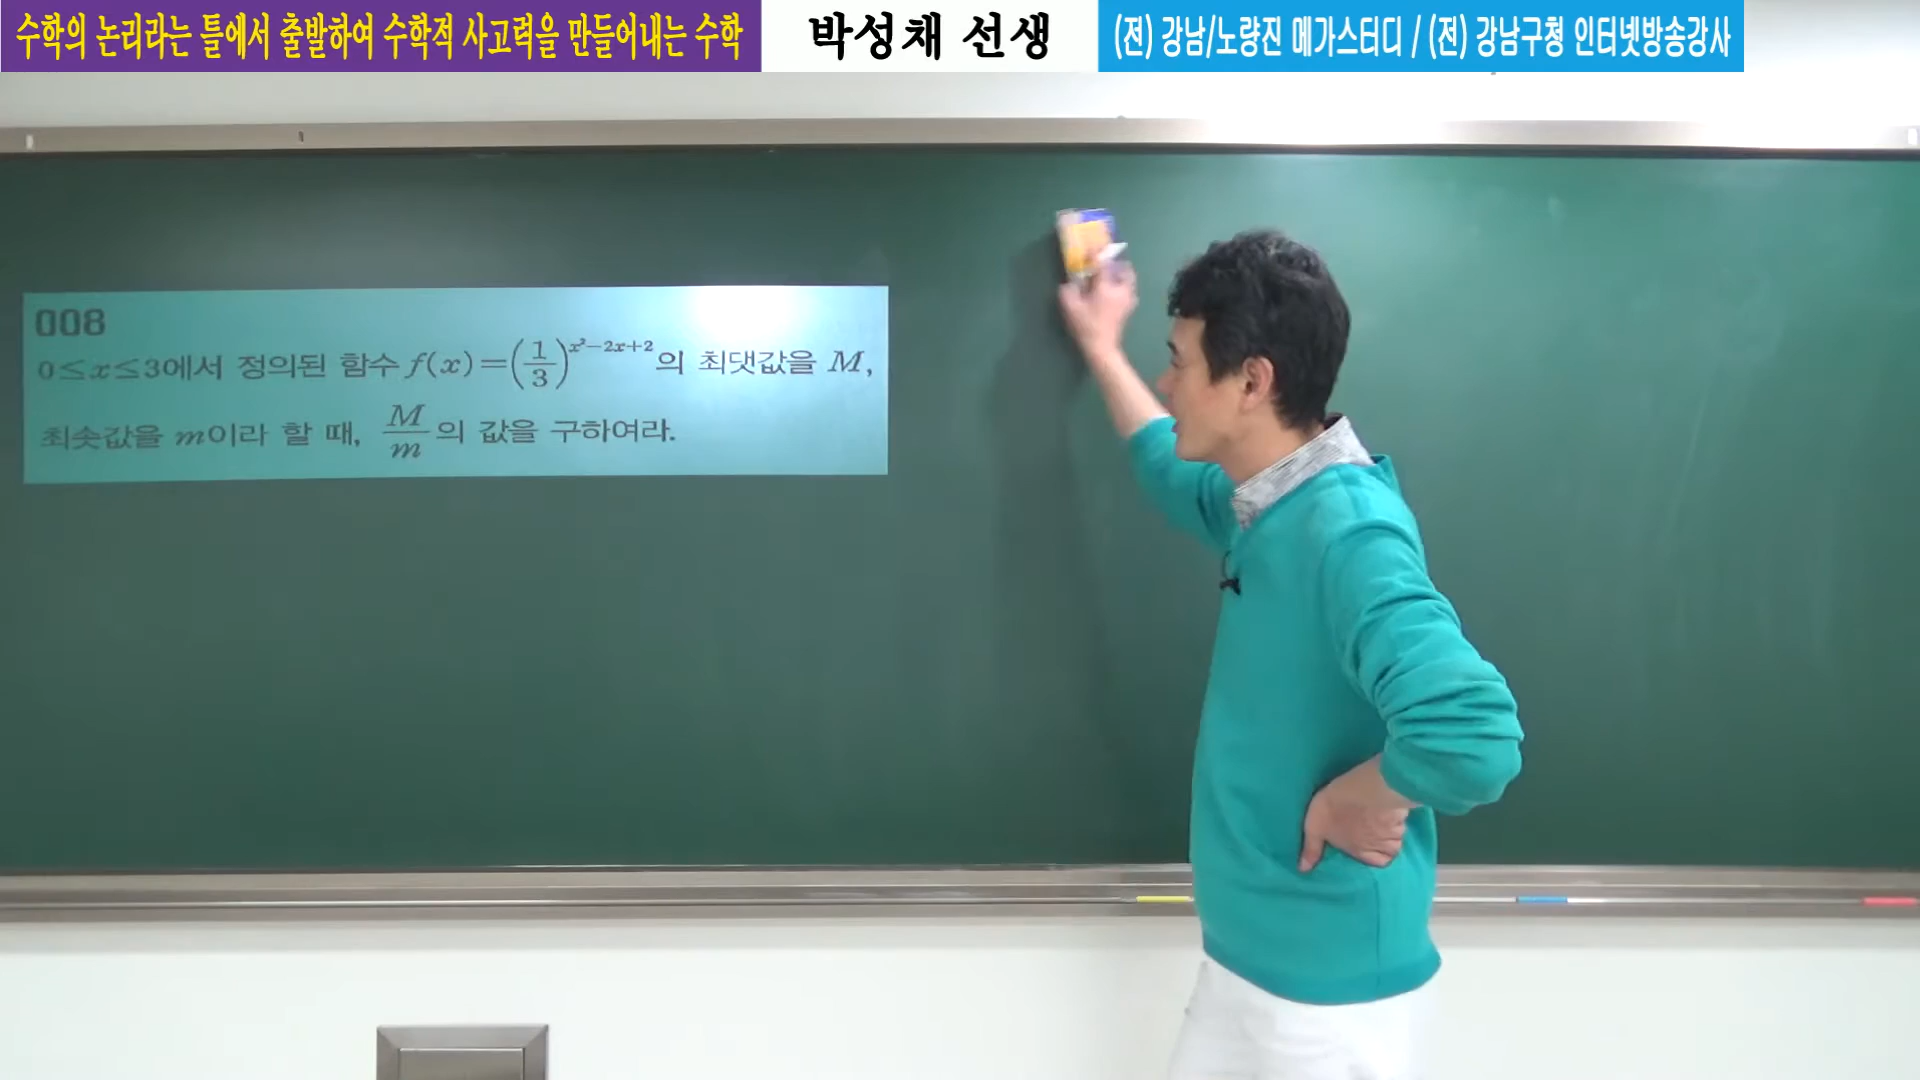 수학의 논리라는 틀에서 출발하여 수학적 사고력을 만들어내는 수학
박성채 선생
(전) 강남/노량진 메가스터디 / (전) 강남구청 인터넷방송강사
008
0≤x≤3에서 정의된 함수 f(x)=(1/3)^{x²-2x+2}의 최댓값을 M,
최솟값을 m이라 할 때, M/m의 값을 구하여라.